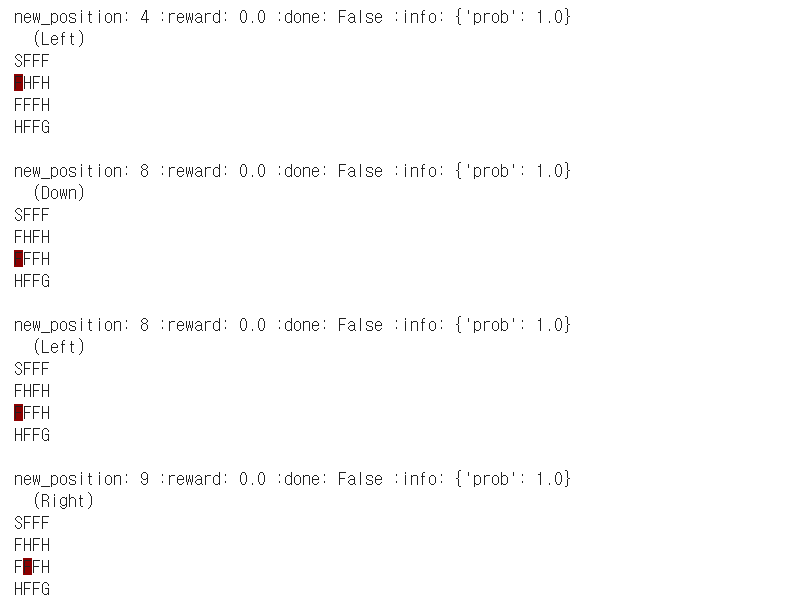 new_position: 4 :reward: 0.0 :done: False :info: {'prob': 1.0}
(Left)
SFFF
FHFH
FFFH
HFFG
new_position: 8 :reward: 0.0 :done: False :info: {'prob': 1.0}
(Down)
SFFF
FHFH
FFFH
HFFG
new_position: 8 :reward: 0.0 :done: False :info: {'prob': 1.0}
(Left)
SFFF
FHFH
FFFH
HFFG
new_position: 9 :reward: 0.0 :done: False :info: {'prob': 1.0}
(Right)
SFFF
FHFH
FFFH
HFFG